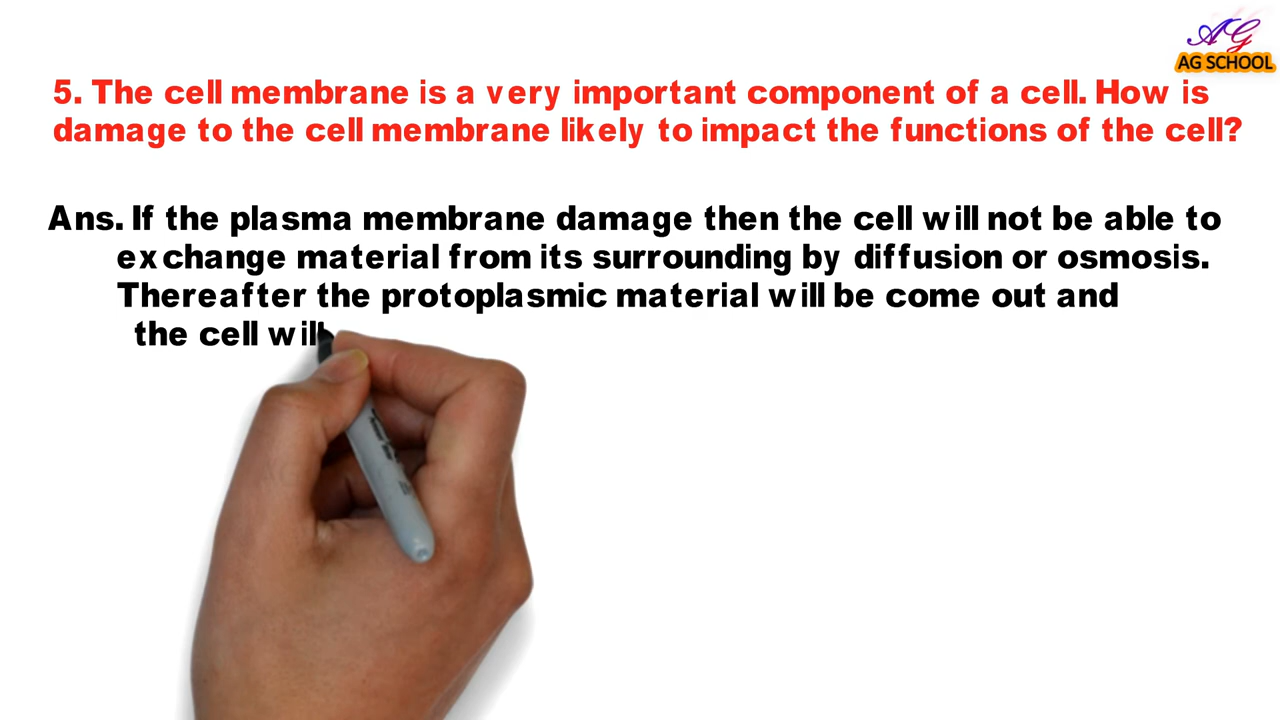 AG
AG SCHOOL
5. The cell membrane is a very important component of a cell. How is
damage to the cell membrane likely to impact the functions of the cell?
Ans. If the plasma membrane damage then the cell will not be able to
exchange material from its surrounding by diffusion or osmosis.
Thereafter the protoplasmic material will be come out and
the cell will